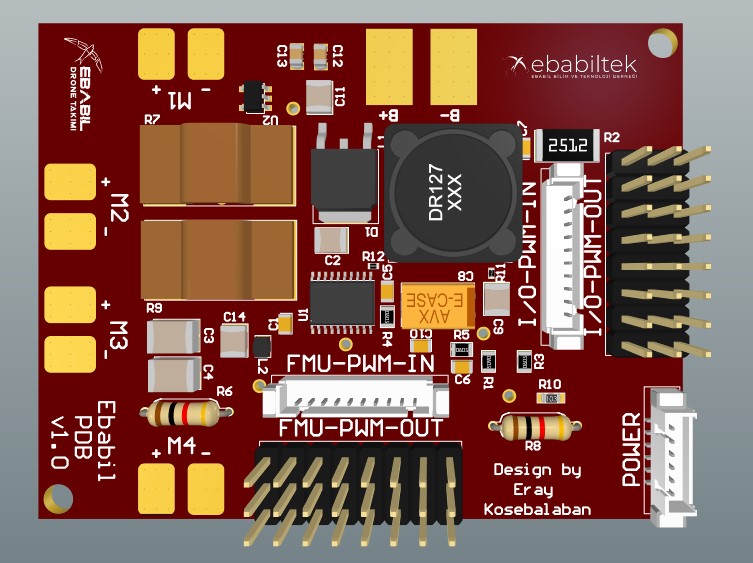 EBABIL
DRONE TAKIMI
+
-
M1
C13
C12
C11
U2
B+
B-
ebabiltek
EBABIL BİLİM VE TEKNOLOJİ DERNEĞİ
R7
DR127
XXX
2512
R2
+
M2
-
D1
C2
I/O-PWM-IN
I/O-PWM-OUT
R12
C5
C8
R11
AVX
E-CASE
C9
U1
R4
+
M3
-
R9
C3
C14
C1
L2
C4
C10
R5
C6
R1
R3
FMU-PWM-IN
R6
R10
103
FMU-PWM-OUT
R8
Ebabil
PDB
v1.0
M4
+
-
POWER
Design by
Eray
Kosebalaban